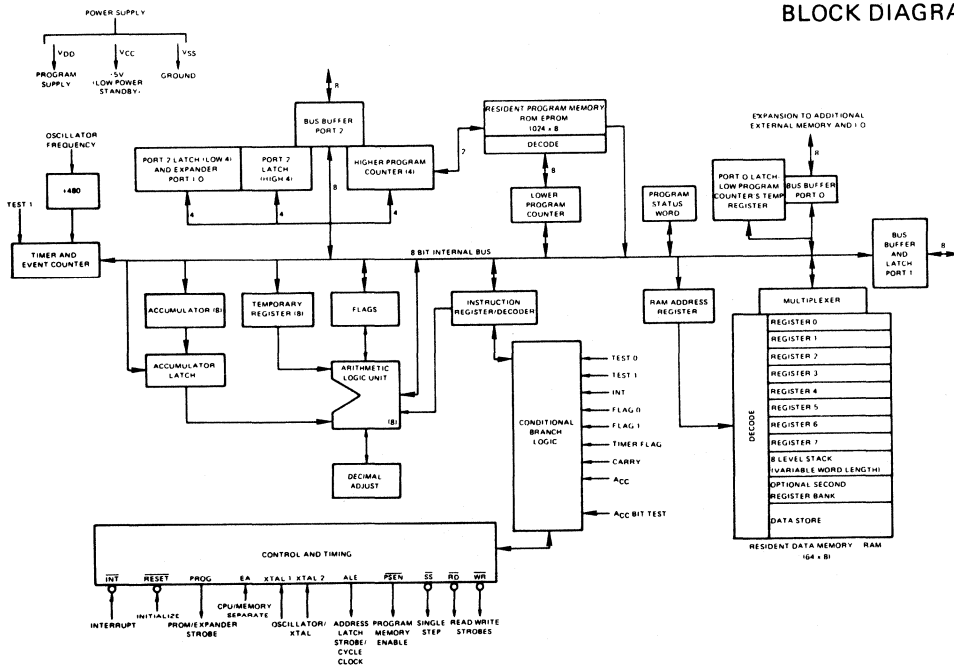 BLOCK DIAGRA
POWER SUPPLY
VDD
VCC
VSS
PROGRAM
SUPPLY
+5V
(LOW POWER
STANDBY)
GROUND
OSCILLATOR
FREQUENCY
÷480
TEST 1
TIMER AND
EVENT COUNTER
8
BUS BUFFER
PORT 2
PORT 2 LATCH (LOW 4)
AND EXPANDER
PORT I O
PORT 2
LATCH
(HIGH 4)
HIGHER PROGRAM
COUNTER (4)
4
4
8
4
2
RESIDENT PROGRAM MEMORY
ROM EPROM
1024 x 8
DECODE
8
LOWER
PROGRAM
COUNTER
PROGRAM
STATUS
WORD
EXPANSION TO ADDITIONAL
EXTERNAL MEMORY AND I O
8
PORT 0 LATCH-
LOW PROGRAM
COUNTER'S TEMP
REGISTER
BUS BUFFER
PORT 0
BUS
BUFFER
AND
LATCH
PORT 1
8
8 BIT INTERNAL BUS
ACCUMULATOR (8)
ACCUMULATOR
LATCH
TEMPORARY
REGISTER (8)
FLAGS
ARITHMETIC
LOGIC UNIT
(8)
DECIMAL
ADJUST
INSTRUCTION
REGISTER/DECODER
CONDITIONAL
BRANCH
LOGIC
TEST 0
TEST 1
INT
FLAG 0
FLAG 1
TIMER FLAG
CARRY
ACC
ACC BIT TEST
RAM ADDRESS
REGISTER
MULTIPLEXER
DECODE
REGISTER 0
REGISTER 1
REGISTER 2
REGISTER 3
REGISTER 4
REGISTER 5
REGISTER 6
REGISTER 7
8 LEVEL STACK
(VARIABLE WORD LENGTH)
OPTIONAL SECOND
REGISTER BANK
DATA STORE
RESIDENT DATA MEMORY RAM
(64 x 8)
CONTROL AND TIMING
INT RESET PROG EA XTAL 1 XTAL 2 ALE PSEN SS RD WR
INTERRUPT
INITIALIZE
PROM/EXPANDER
STROBE
CPU/MEMORY
SEPARATE
OSCILLATOR/
XTAL
ADDRESS
LATCH
STROBE/
CYCLE
CLOCK
PROGRAM
MEMORY
ENABLE
SINGLE
STEP
READ WRITE
STROBES